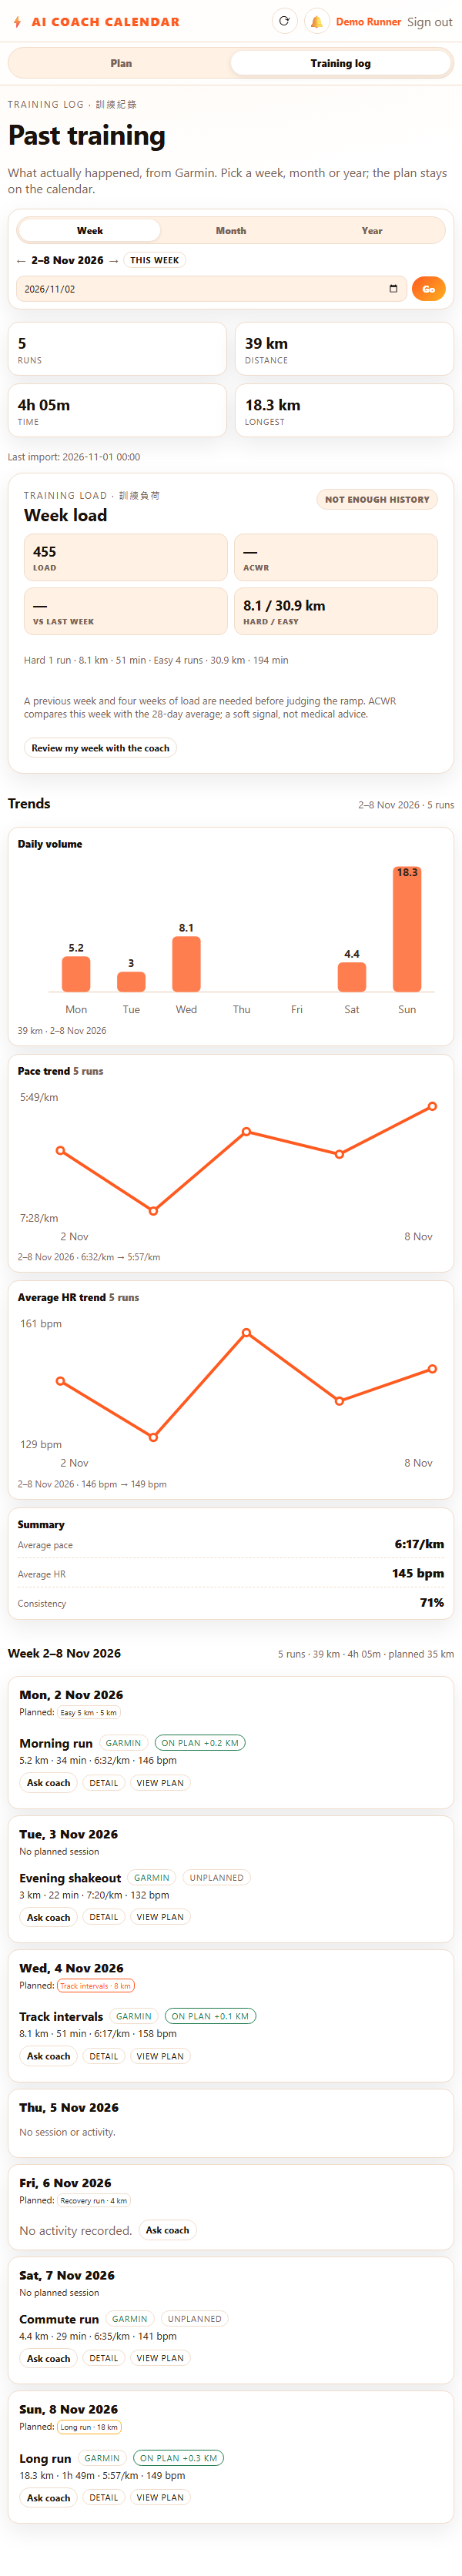 AI COACH CALENDAR
Demo Runner
Sign out
Plan
Training log
TRAINING LOG · 訓練紀錄
Past training
What actually happened, from Garmin. Pick a week, month or year; the plan stays
on the calendar.
Week
Month
Year
← 2–8 Nov 2026 → THIS WEEK
2026/11/02
Go
5
RUNS
39 km
DISTANCE
4h 05m
TIME
18.3 km
LONGEST
Last import: 2026-11-01 00:00
TRAINING LOAD · 訓練負荷
NOT ENOUGH HISTORY
Week load
455
LOAD
—
ACWR
—
VS LAST WEEK
8.1 / 30.9 km
HARD / EASY
Hard 1 run · 8.1 km · 51 min · Easy 4 runs · 30.9 km · 194 min
A previous week and four weeks of load are needed before judging the ramp. ACWR
compares this week with the 28-day average; a soft signal, not medical advice.
Review my week with the coach
Trends
2–8 Nov 2026 · 5 runs
Daily volume
5.2
3
8.1
4.4
18.3
Mon
Tue
Wed
Thu
Fri
Sat
Sun
39 km · 2–8 Nov 2026
Pace trend 5 runs
5:49/km
7:28/km
2 Nov
8 Nov
2–8 Nov 2026 · 6:32/km → 5:57/km
Average HR trend 5 runs
161 bpm
129 bpm
2 Nov
8 Nov
2–8 Nov 2026 · 146 bpm → 149 bpm
Summary
Average pace
6:17/km
Average HR
145 bpm
Consistency
71%
Week 2–8 Nov 2026
5 runs · 39 km · 4h 05m · planned 35 km
Mon, 2 Nov 2026
Planned: Easy 5 km · 5 km
Morning run GARMIN ON PLAN +0.2 KM
5.2 km · 34 min · 6:32/km · 146 bpm
Ask coach DETAIL VIEW PLAN
Tue, 3 Nov 2026
No planned session
Evening shakeout GARMIN UNPLANNED
3 km · 22 min · 7:20/km · 132 bpm
Ask coach DETAIL VIEW PLAN
Wed, 4 Nov 2026
Planned: Track intervals · 8 km
Track intervals GARMIN ON PLAN +0.1 KM
8.1 km · 51 min · 6:17/km · 158 bpm
Ask coach DETAIL VIEW PLAN
Thu, 5 Nov 2026
No session or activity.
Fri, 6 Nov 2026
Planned: Recovery run · 4 km
No activity recorded. Ask coach
Sat, 7 Nov 2026
No planned session
Commute run GARMIN UNPLANNED
4.4 km · 29 min · 6:35/km · 141 bpm
Ask coach DETAIL VIEW PLAN
Sun, 8 Nov 2026
Planned: Long run · 18 km
Long run GARMIN ON PLAN +0.3 KM
18.3 km · 1h 49m · 5:57/km · 149 bpm
Ask coach DETAIL VIEW PLAN